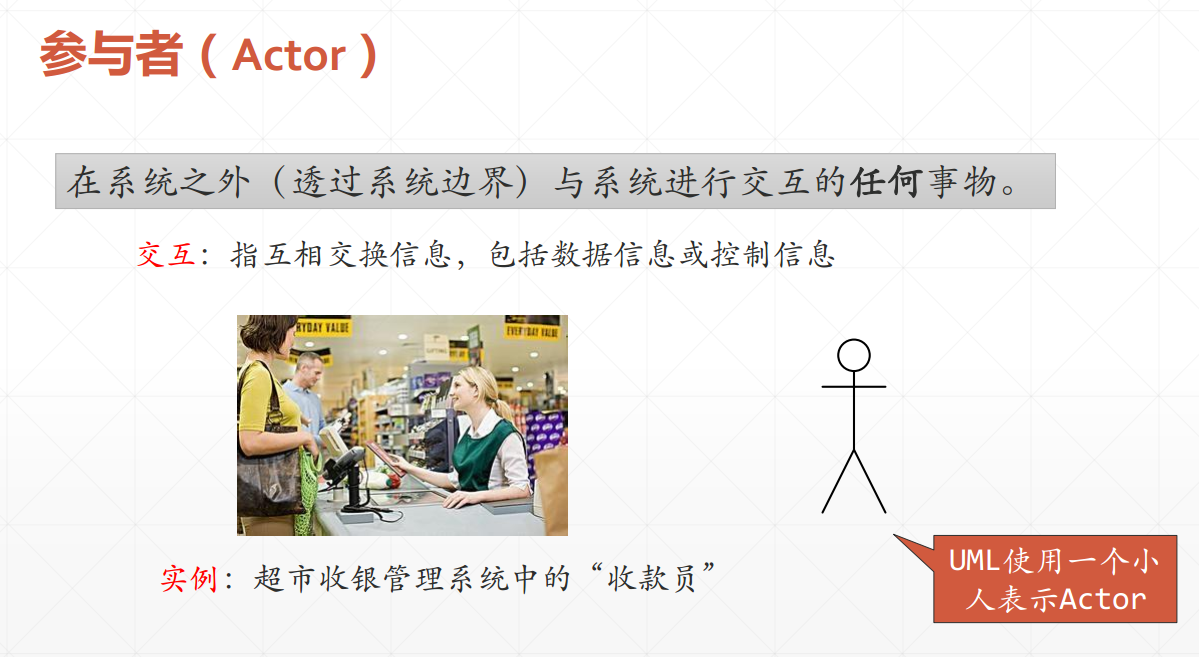 参与者（Actor）
在系统之外（透过系统边界）与系统进行交互的任何事物。
交互：指互相交换信息，包括数据信息或控制信息
RYDAY VALUE
EVERYDAY VALUE
实例：超市收银管理系统中的“收款员”
UML使用一个小
人表示Actor